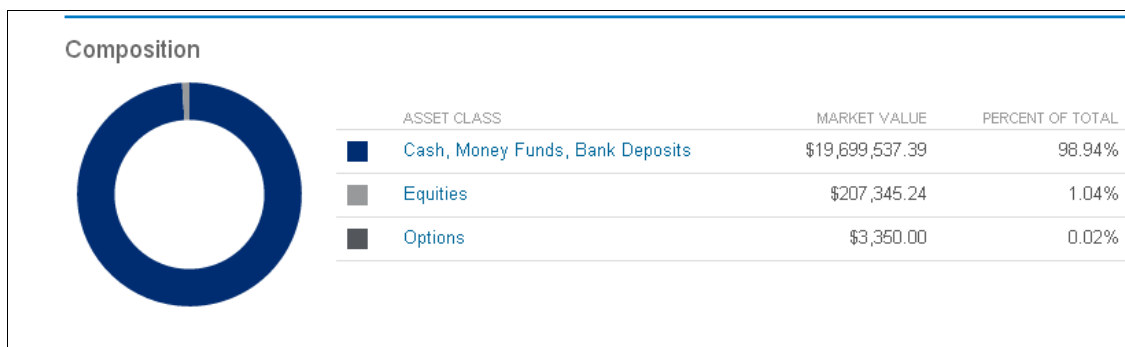 Composition
ASSET CLASS MARKET VALUE PERCENT OF TOTAL
Cash, Money Funds, Bank Deposits $19,699,537.39 98.94%
Equities $207,345.24 1.04%
Options $3,350.00 0.02%